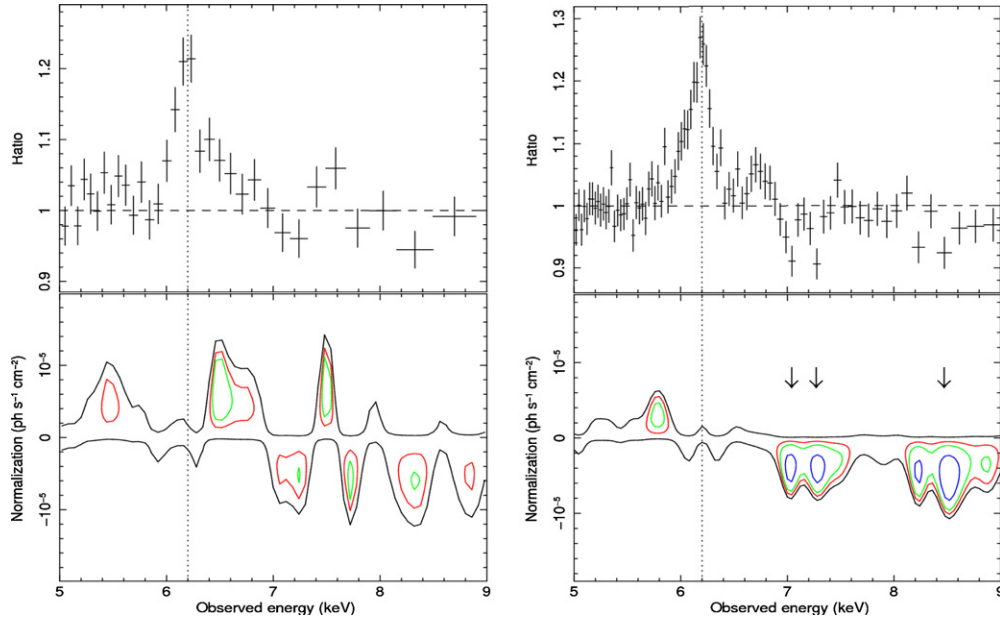 Ratio
1.2
1.1
1
0.9
Normalization (ph s⁻¹ cm⁻²)
10⁻⁵
0
−10⁻⁵
5 6 7 8 9
Observed energy (keV)
Ratio
1.3
1.2
1.1
1
0.9
Normalization (ph s⁻¹ cm⁻²)
10⁻⁵
0
−10⁻⁵
5 6 7 8 9
Observed energy (keV)